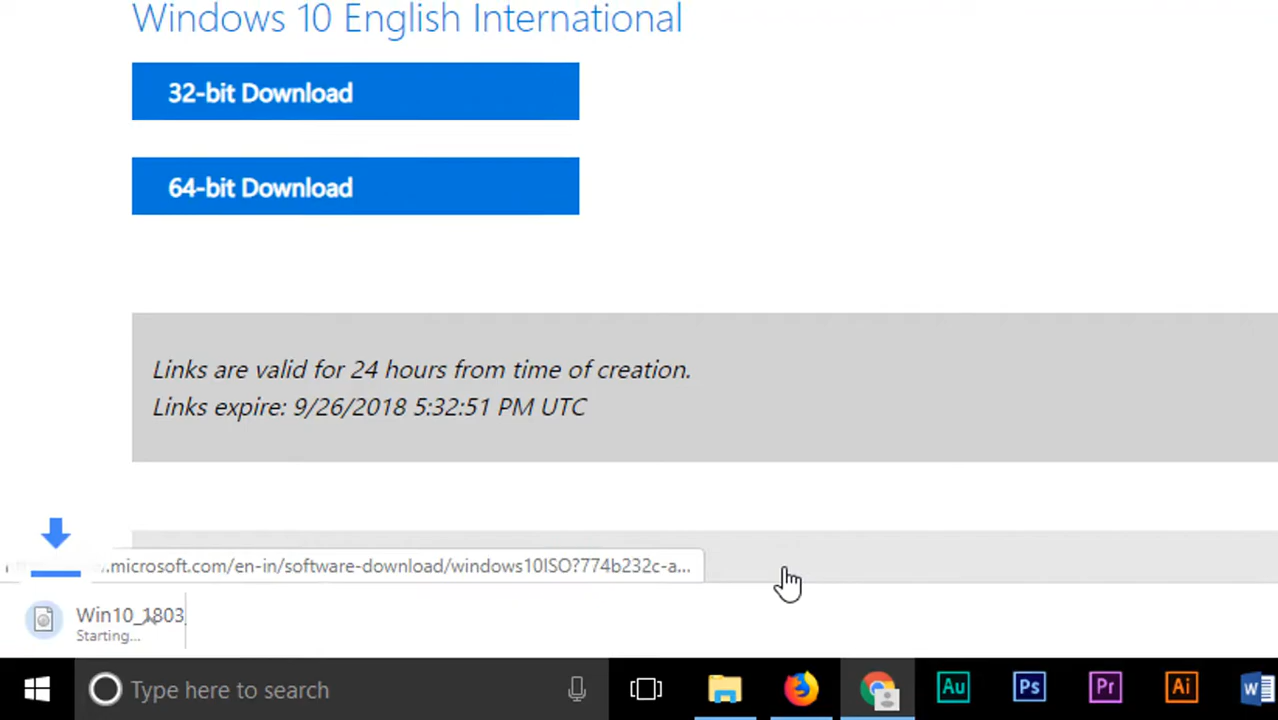 Windows 10 English International
32-bit Download
64-bit Download
Links are valid for 24 hours from time of creation.
Links expire: 9/26/2018 5:32:51 PM UTC
.microsoft.com/en-in/software-download/windows10ISO?774b232c-a...
Win10_1803
Starting...
Type here to search
Au
Ps
Pr
Ai
W